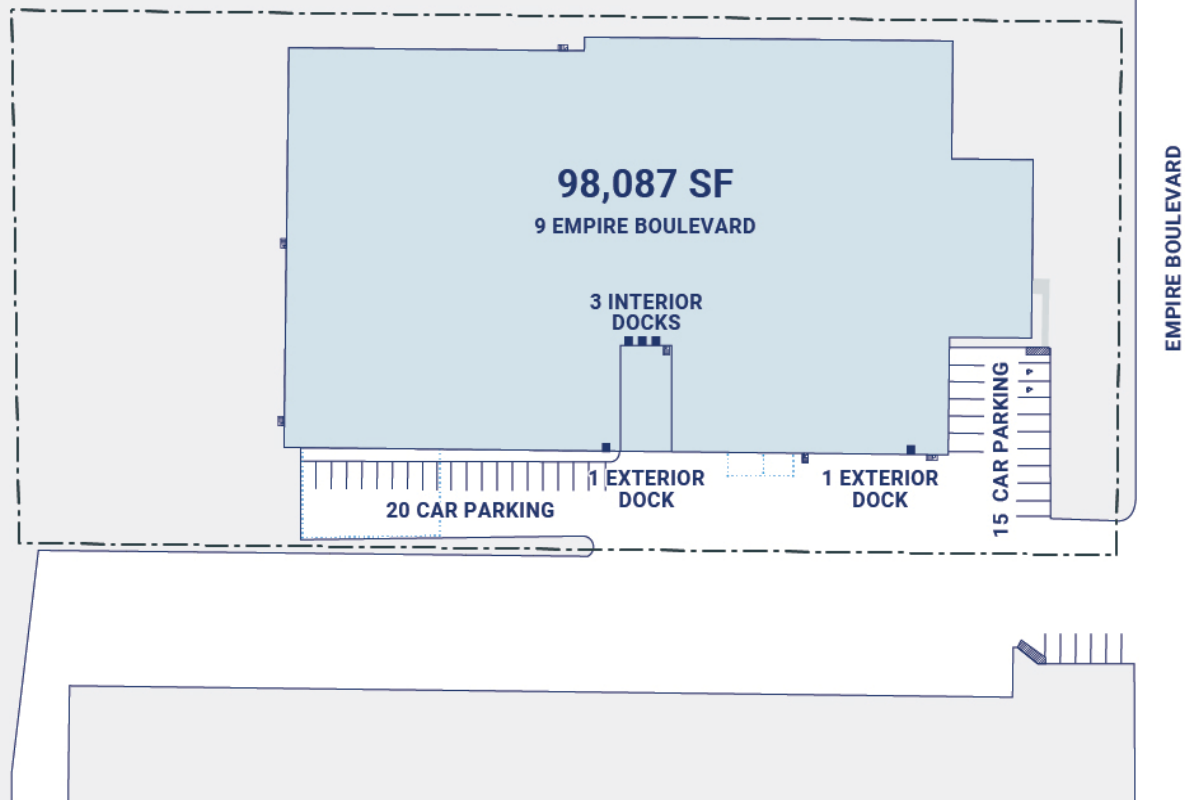 98,087 SF
9 EMPIRE BOULEVARD
3 INTERIOR
DOCKS
EMPIRE BOULEVARD
15 CAR PARKING
1 EXTERIOR
DOCK
1 EXTERIOR
DOCK
20 CAR PARKING